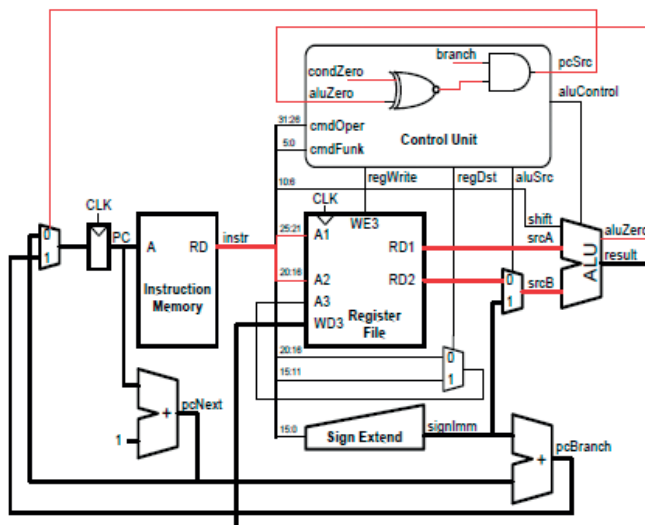 branch
pcSrc
condZero
aluZero
aluControl
31:26
cmdOper
5:0
cmdFunk
Control Unit
regWrite
regDst
aluSrc
10:6
CLK
CLK
WE3
shift
25:21
A1
RD1
srcA
aluZero
0
1
PC
A
RD
instr
ALU
result
Instruction
Memory
20:16
A2
RD2
0
1
srcB
A3
WD3
Register
File
20:16
0
15:11
1
+
pcNext
1
15:0
Sign Extend
signImm
+
pcBranch